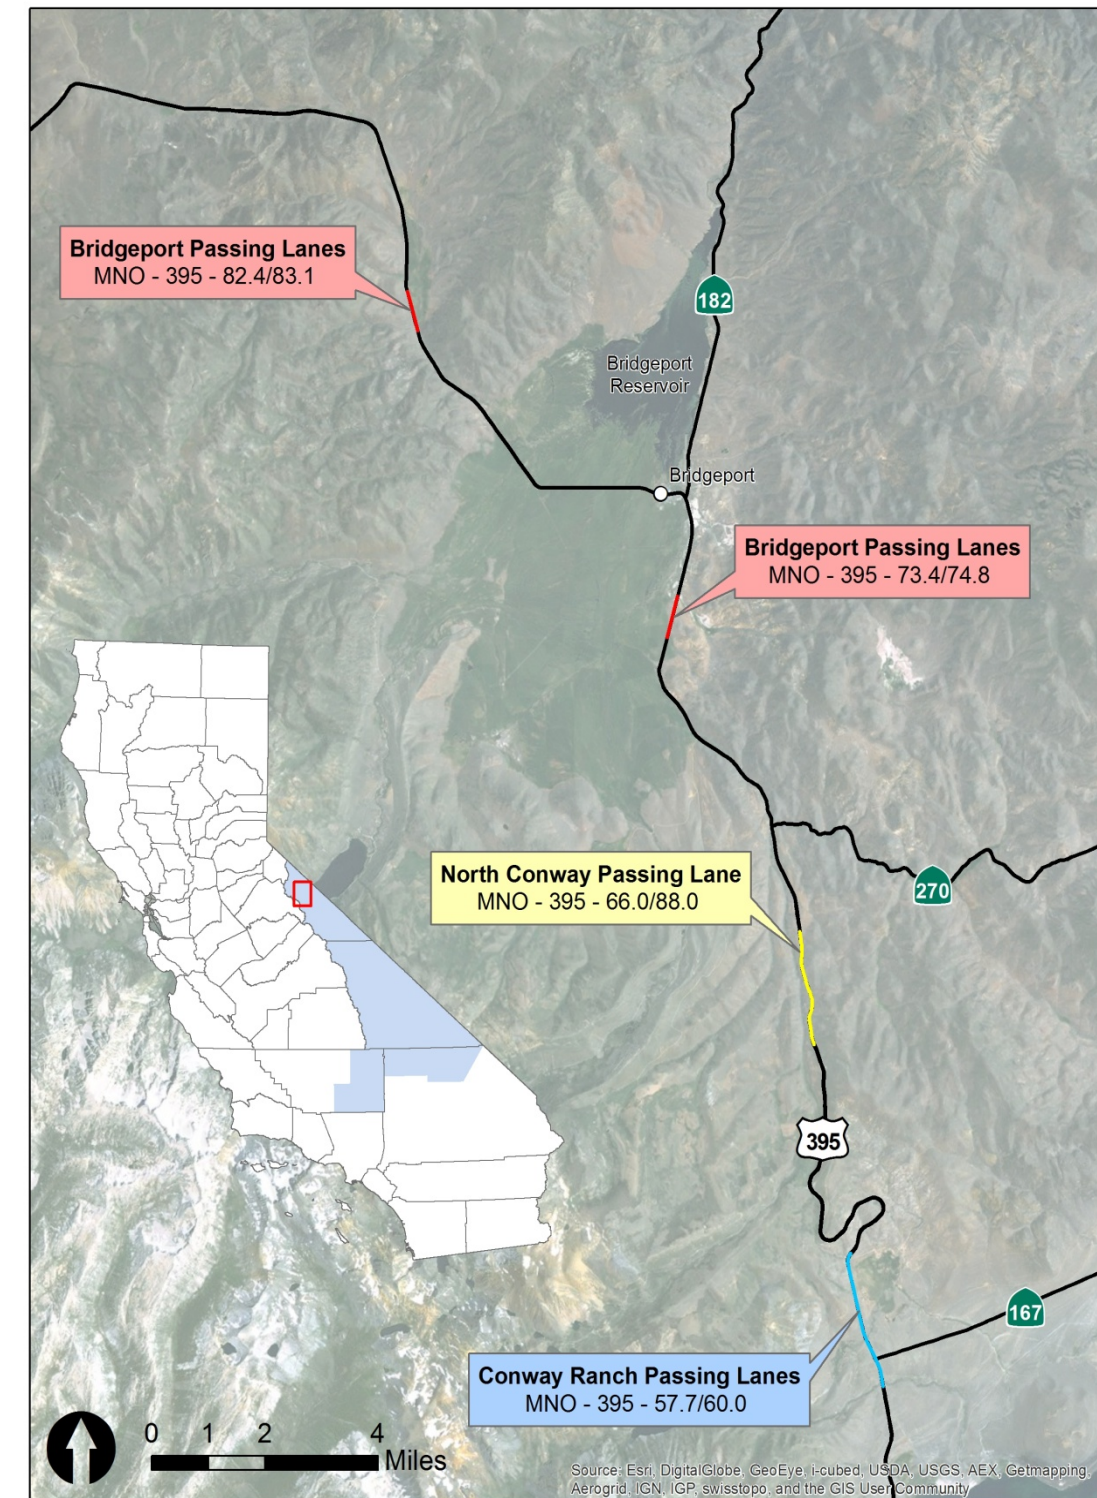 Bridgeport Passing Lanes
MNO - 395 - 82.4/83.1
182
Bridgeport
Reservoir
Bridgeport
Bridgeport Passing Lanes
MNO - 395 - 73.4/74.8
North Conway Passing Lane
MNO - 395 - 66.0/88.0
270
395
167
Conway Ranch Passing Lanes
MNO - 395 - 57.7/60.0
0 1 2 4
Miles
Source: Esri, DigitalGlobe, GeoEye, i-cubed, USDA, USGS, AEX, Getmapping,
Aerogrid, IGN, IGP, swisstopo, and the GIS User Community